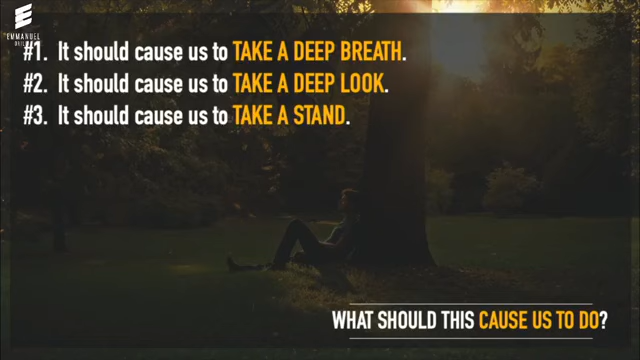 EMMANUEL
#1. It should cause us to TAKE A DEEP BREATH.
#2. It should cause us to TAKE A DEEP LOOK.
#3. It should cause us to TAKE A STAND.
WHAT SHOULD THIS CAUSE US TO DO?